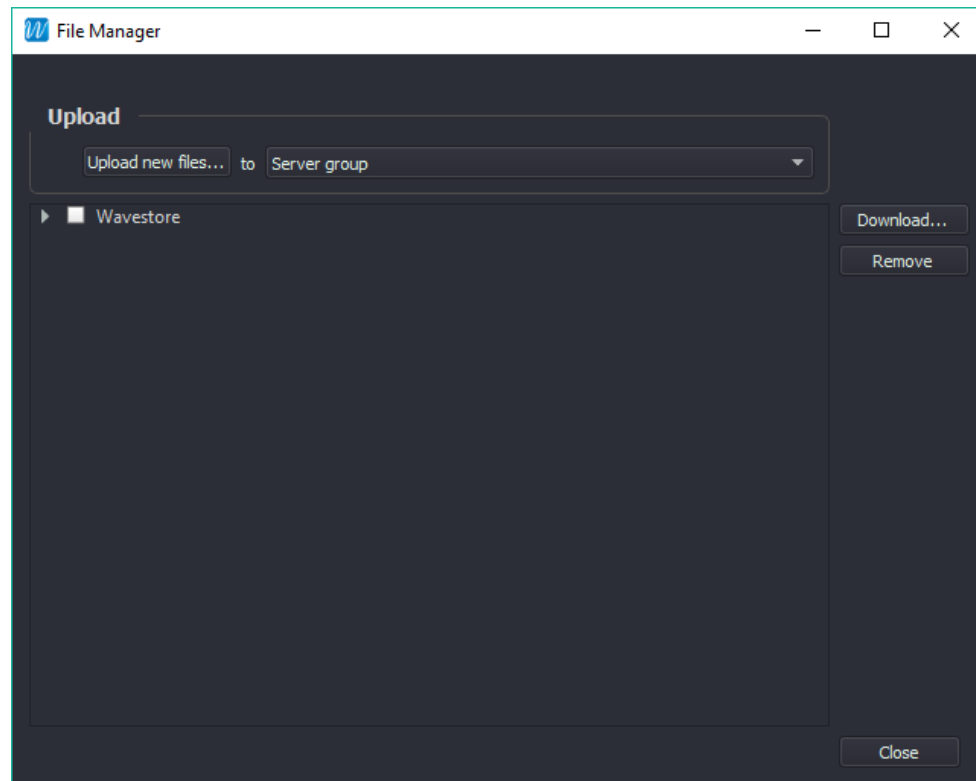 File Manager
Upload
Upload new files... to Server group
Wavestore
Download...
Remove
Close